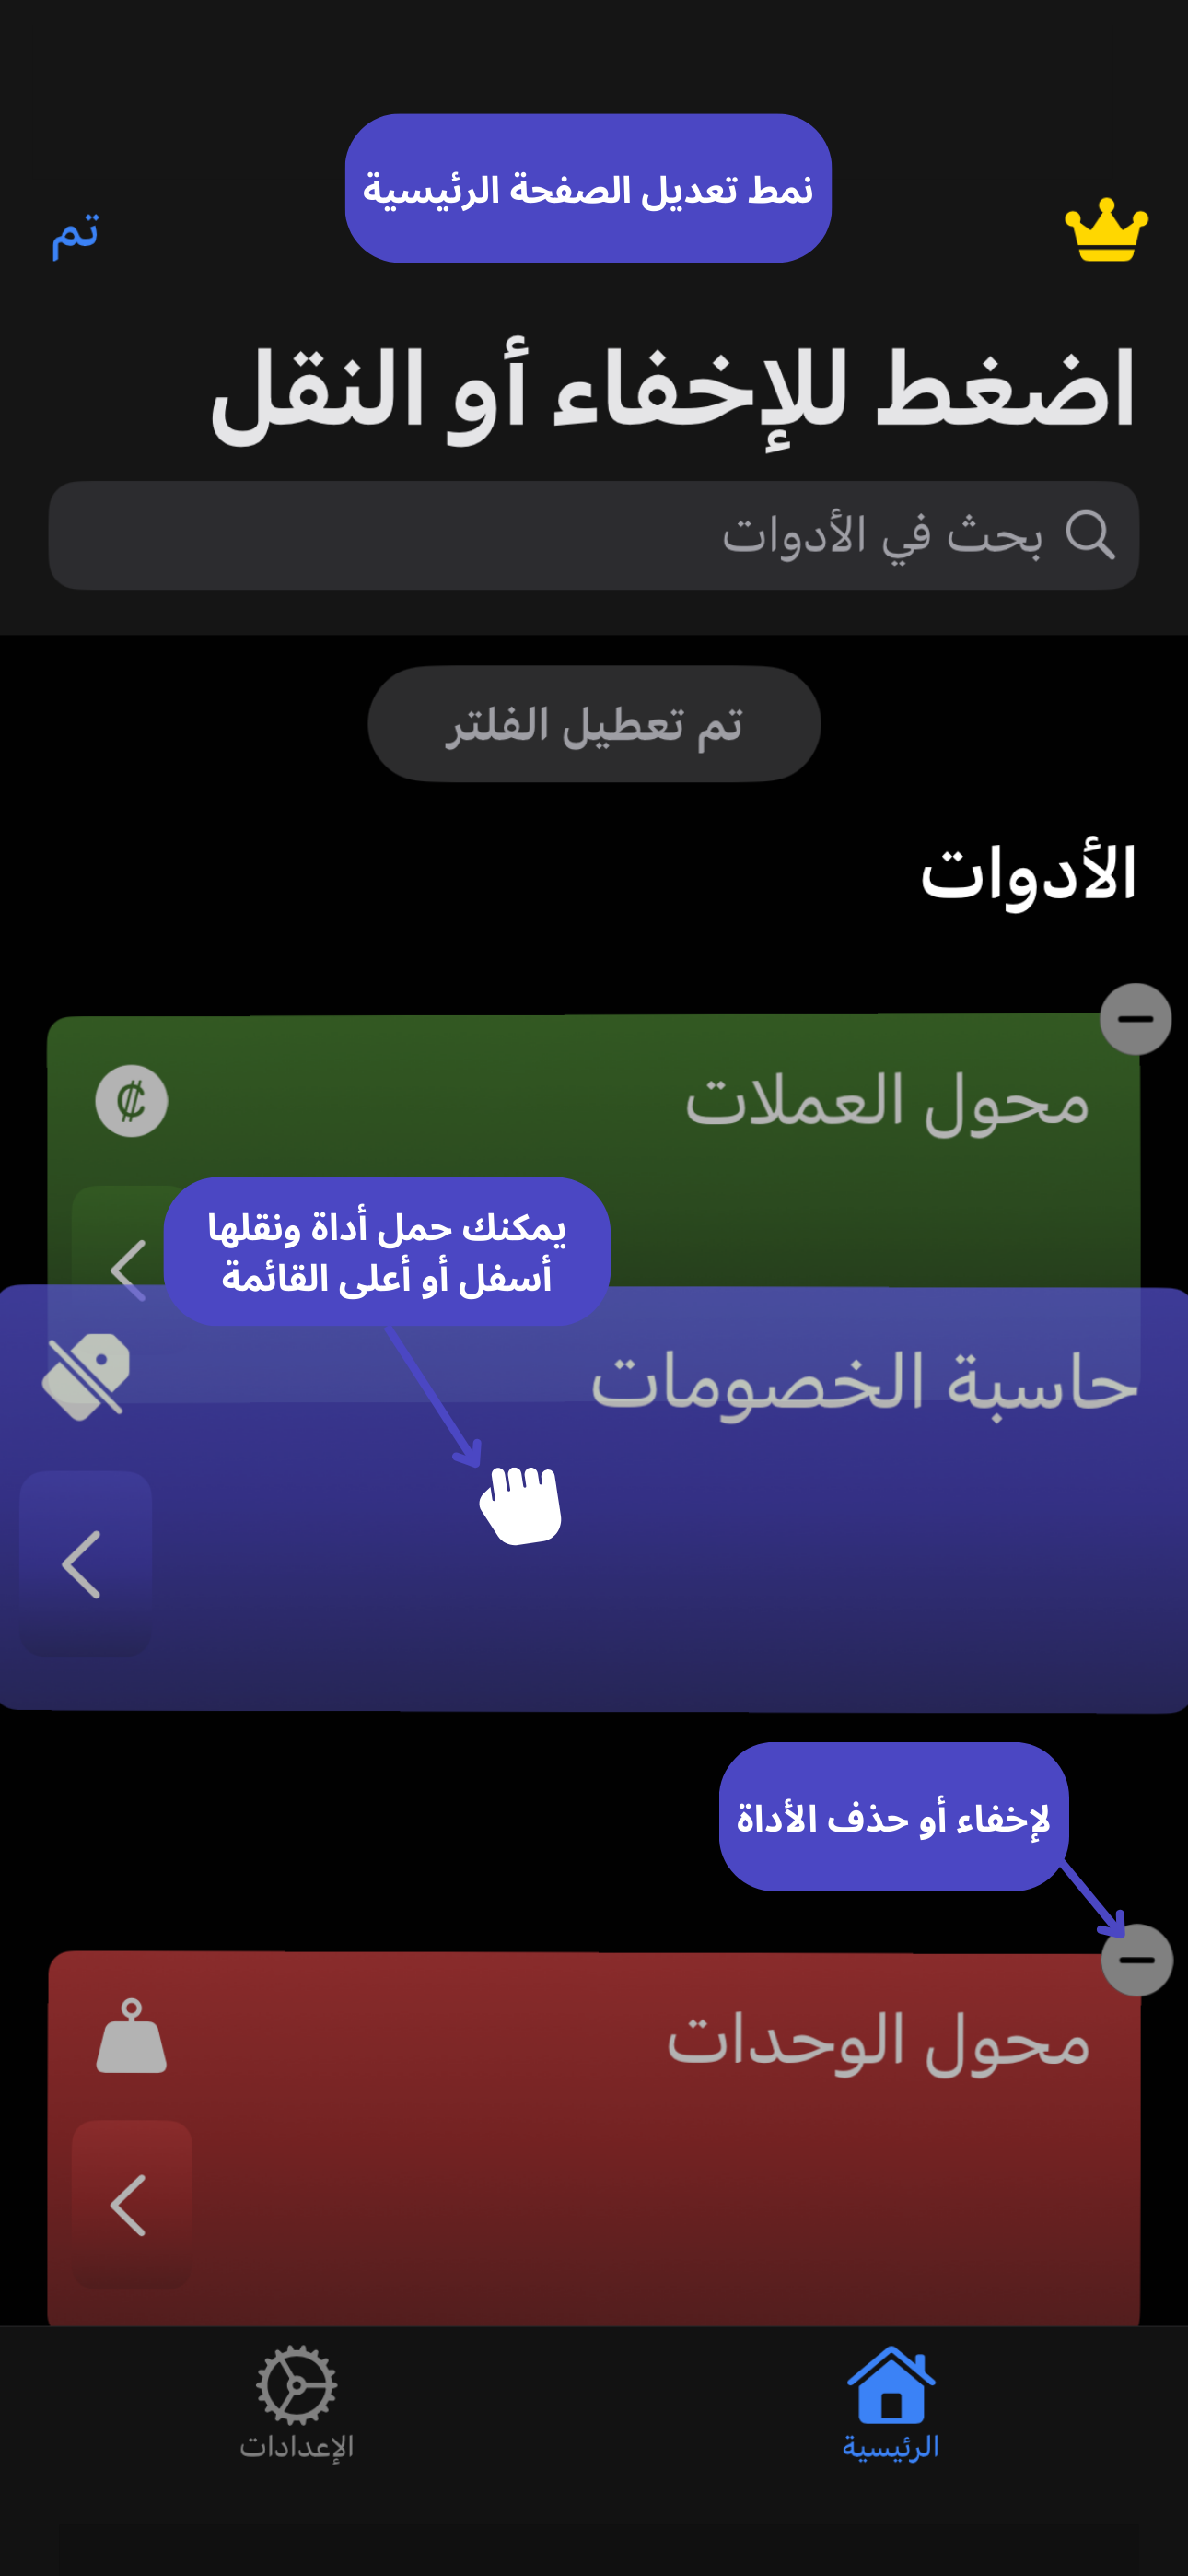 نمط تعديل الصفحة الرئيسية
تم
اضغط للإخفاء أو النقل
بحث في الأدوات
تم تعطيل الفلتر
الأدوات
محول العملات
₡
يمكنك حمل أداة ونقلها
أسفل أو أعلى القائمة
حاسبة الخصومات
لإخفاء أو حذف الأداة
محول الوحدات
الرئيسية
الإعدادات